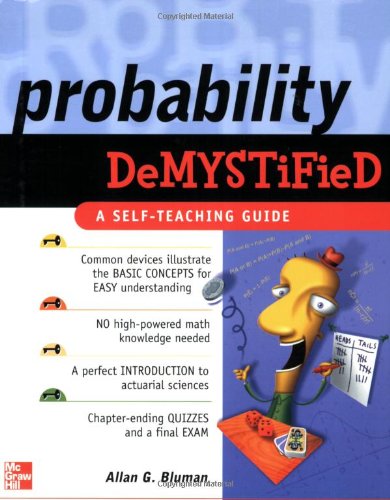 Copyrighted Material
probability
DeMYSTiFieD
A SELF-TEACHING GUIDE
Common devices illustrate
the BASIC CONCEPTS for
EASY understanding
NO high-powered math
knowledge needed
A perfect INTRODUCTION to
actuarial sciences
Chapter-ending QUIZZES
and a final EXAM
HEADS TAILS
Mc
Graw
Hill
Allan G. Bluman
Copyrighted Material